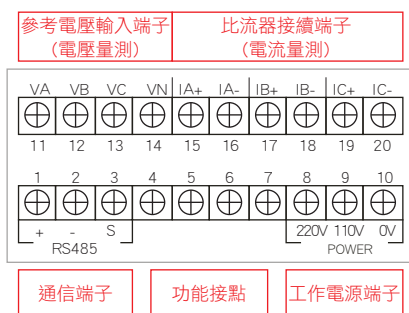 參考電壓輸入端子 比流器接續端子
(電壓量測) (電流量測)
VA VB VC VN IA+ IA- IB+ IB- IC+ IC-
11 12 13 14 15 16 17 18 19 20
1 2 3 4 5 6 7 8 9 10
+ - S 220V 110V 0V
RS485 POWER
通信端子 功能接點 工作電源端子